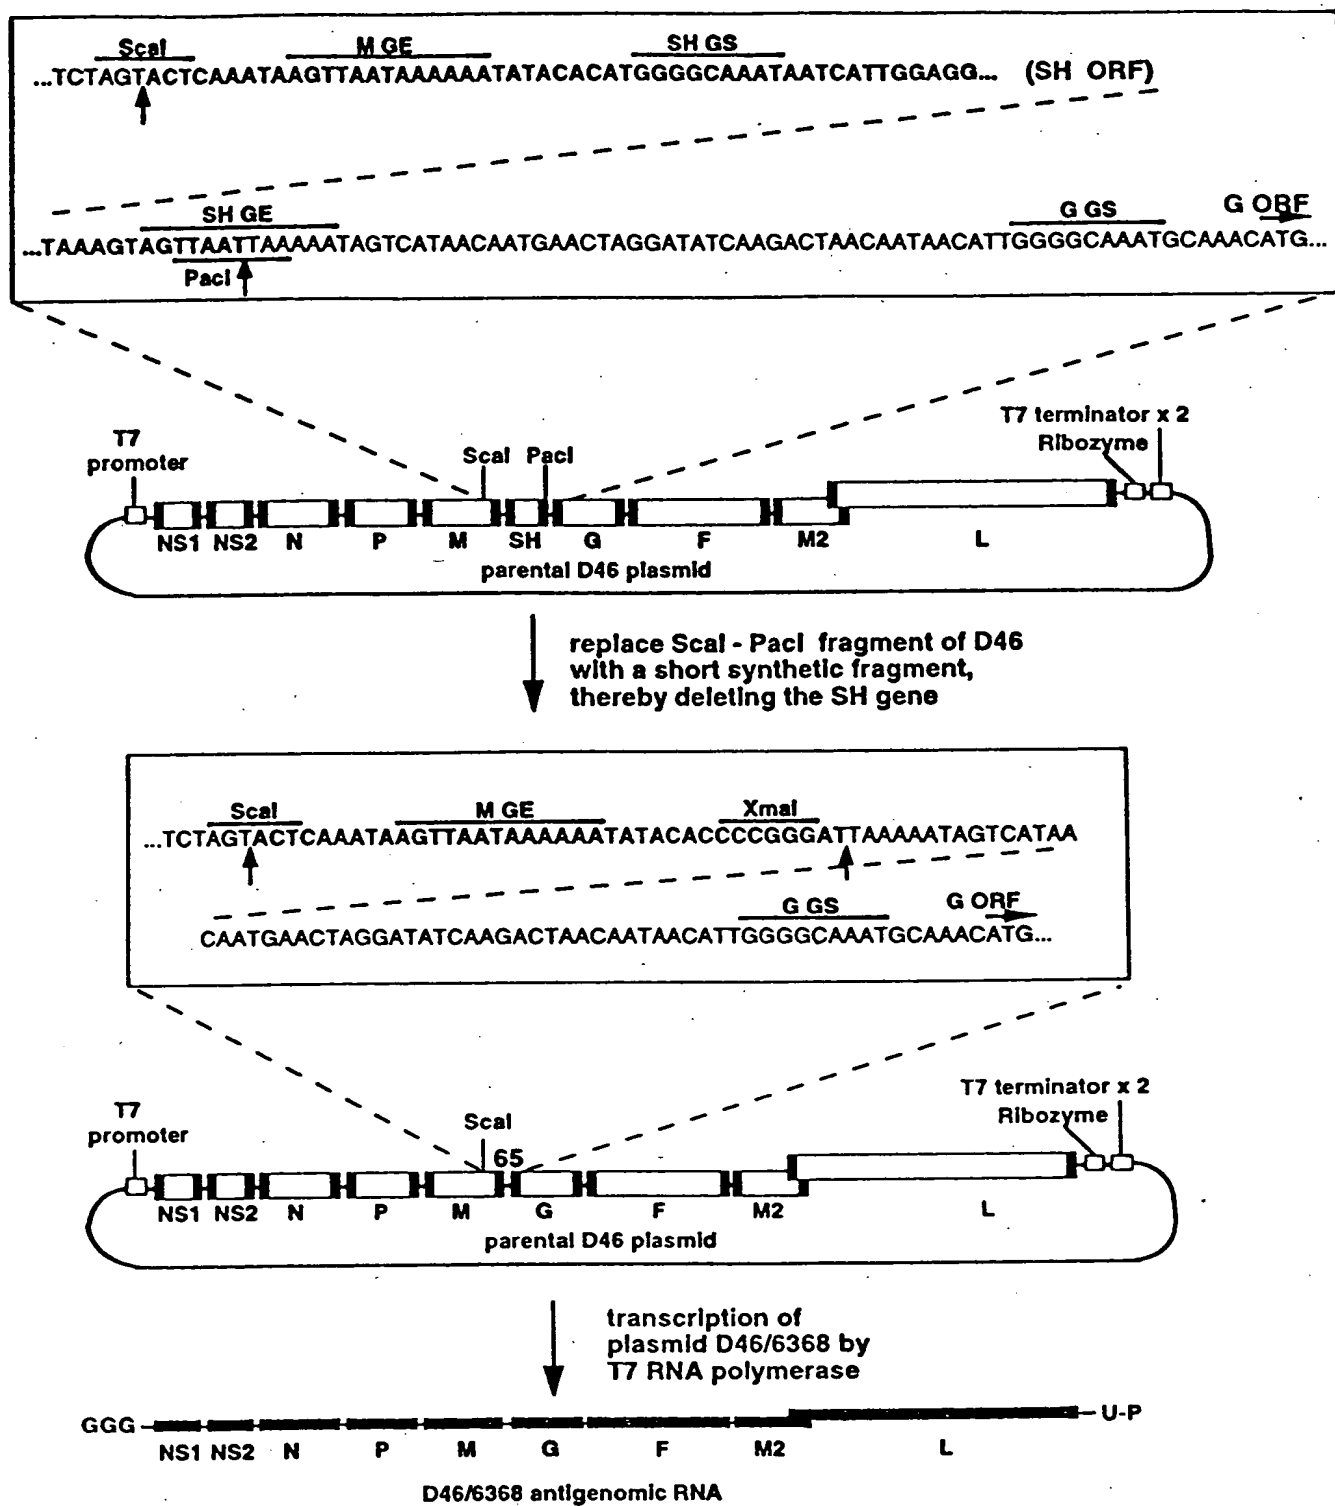 ScaI M GE SH GS
...TCTAGTACTCAAATAAGTTAATAAAAAATATACACATGGGGCAAATAATCATTGGAGG... (SH ORF)
SH GE G GS G ORF
...TAAAGTAGTTAATTAAAAATAGTCATAACAATGAACTAGGATATCAAGACTAACAATAACATTGGGGCAAATGCAAACATG...
PacI
T7 terminator x 2
T7 promoter
ScaI PacI
Ribozyme
NS1 NS2 N P M SH G F M2 L
parental D46 plasmid
replace ScaI - PacI fragment of D46
with a short synthetic fragment,
thereby deleting the SH gene
ScaI M GE XmaI
...TCTAGTACTCAAATAAGTTAATAAAAAATATACACCCCGGGATTAAAAATAGTCATAA
G GS G ORF
CAATGAACTAGGATATCAAGACTAACAATAACATTGGGGCAAATGCAAACATG...
T7 terminator x 2
T7 promoter
ScaI
Ribozyme
65
NS1 NS2 N P M G F M2 L
parental D46 plasmid
transcription of
plasmid D46/6368 by
T7 RNA polymerase
GGG U-P
NS1 NS2 N P M G F M2 L
D46/6368 antigenomic RNA